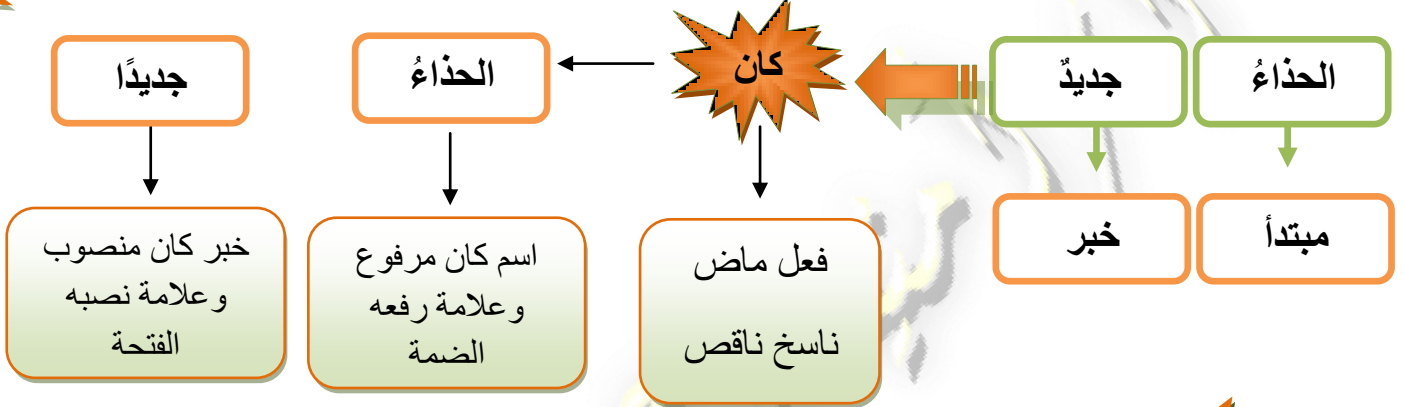 الحذاءُ
جديدٌ
كان
الحذاءُ
جديدًا
مبتدأ
خبر
فعل ماض
ناسخ ناقص
اسم كان مرفوع
وعلامة رفعه
الضمة
خبر كان منصوب
وعلامة نصبه
الفتحة